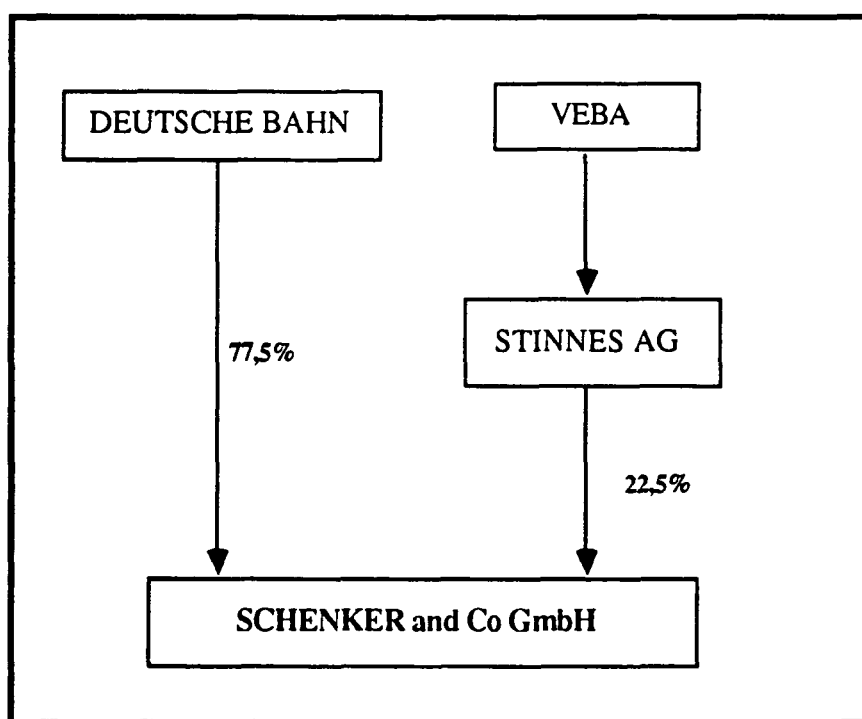 DEUTSCHE BAHN
VEBA
STINNES AG
77,5%
22,5%
SCHENKER and Co GmbH